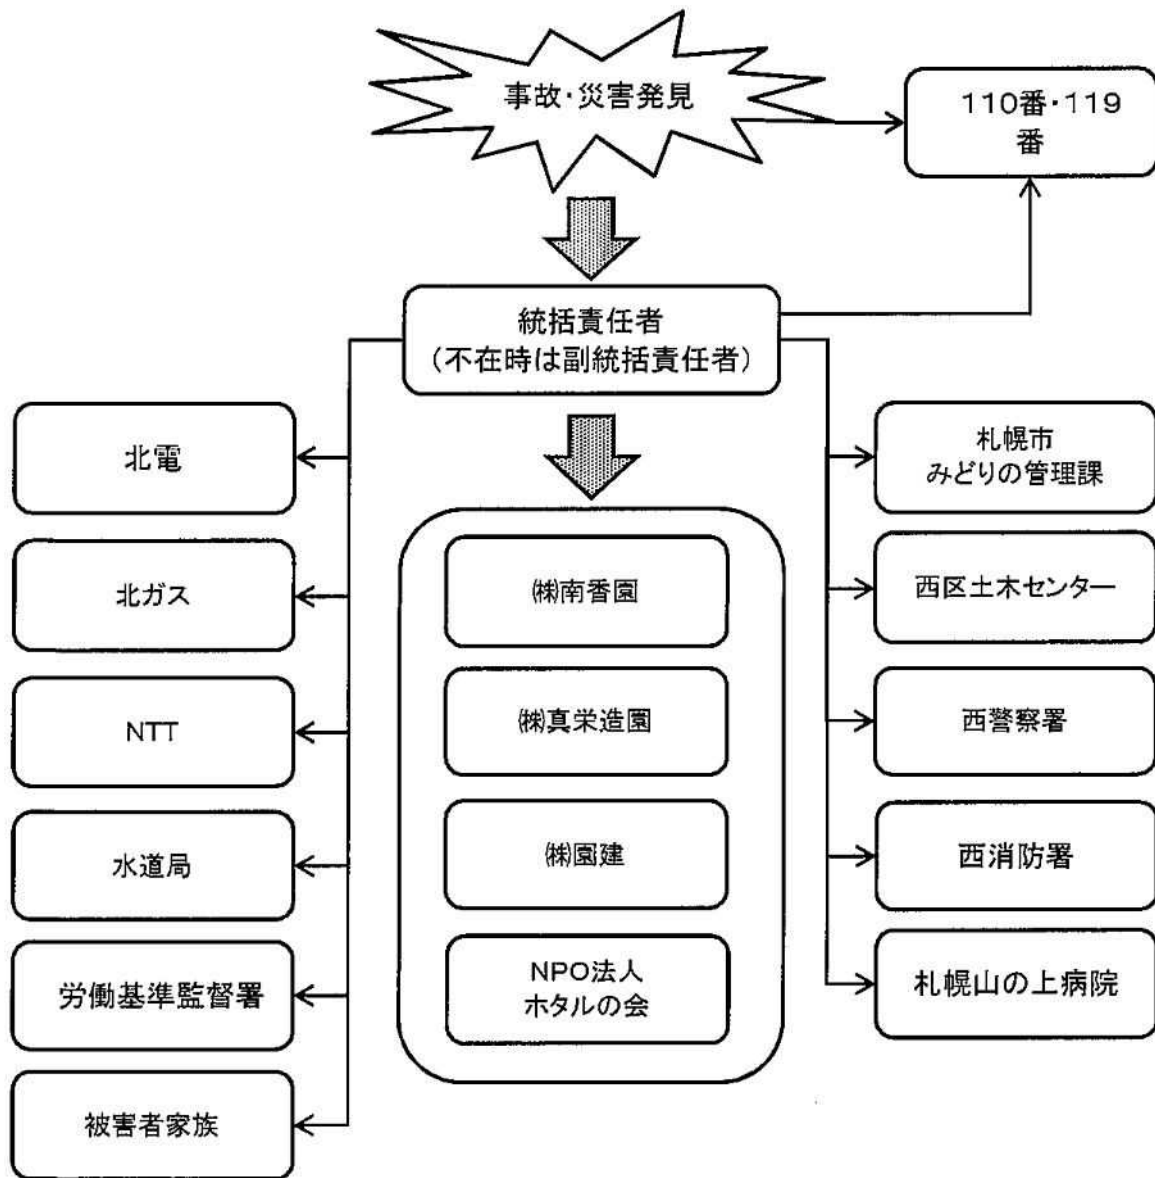 事故・災害発見
110番・119
番
統括責任者
(不在時は副統括責任者)
北電
北ガス
NTT
水道局
労働基準監督署
被害者家族
㈱南香園
㈱真栄造園
㈱園建
NPO法人
ホタルの会
札幌市
みどりの管理課
西区土木センター
西警察署
西消防署
札幌山の上病院